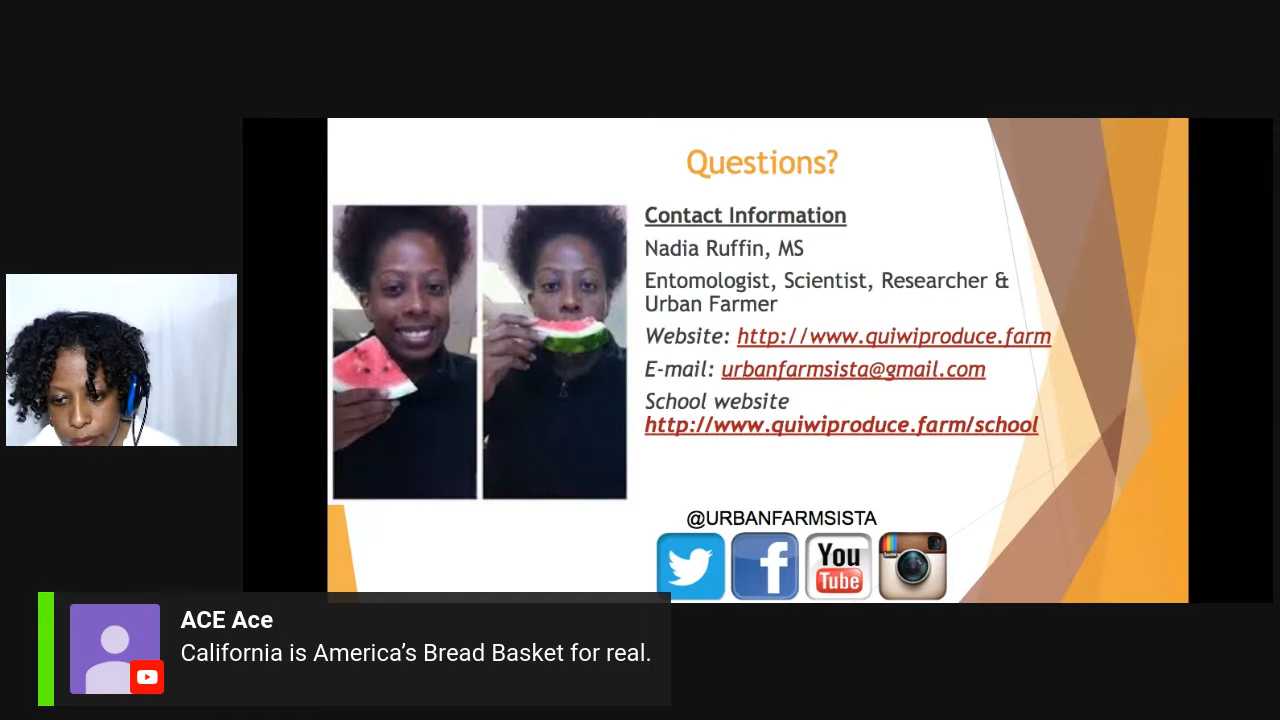 Questions?
Contact Information
Nadia Ruffin, MS
Entomologist, Scientist, Researcher &
Urban Farmer
Website: http://www.quiwiproduce.farm
E-mail: urbanfarmsista@gmail.com
School website
http://www.quiwiproduce.farm/school
@URBANFARMSISTA
You
Tube
ACE Ace
California is America’s Bread Basket for real.